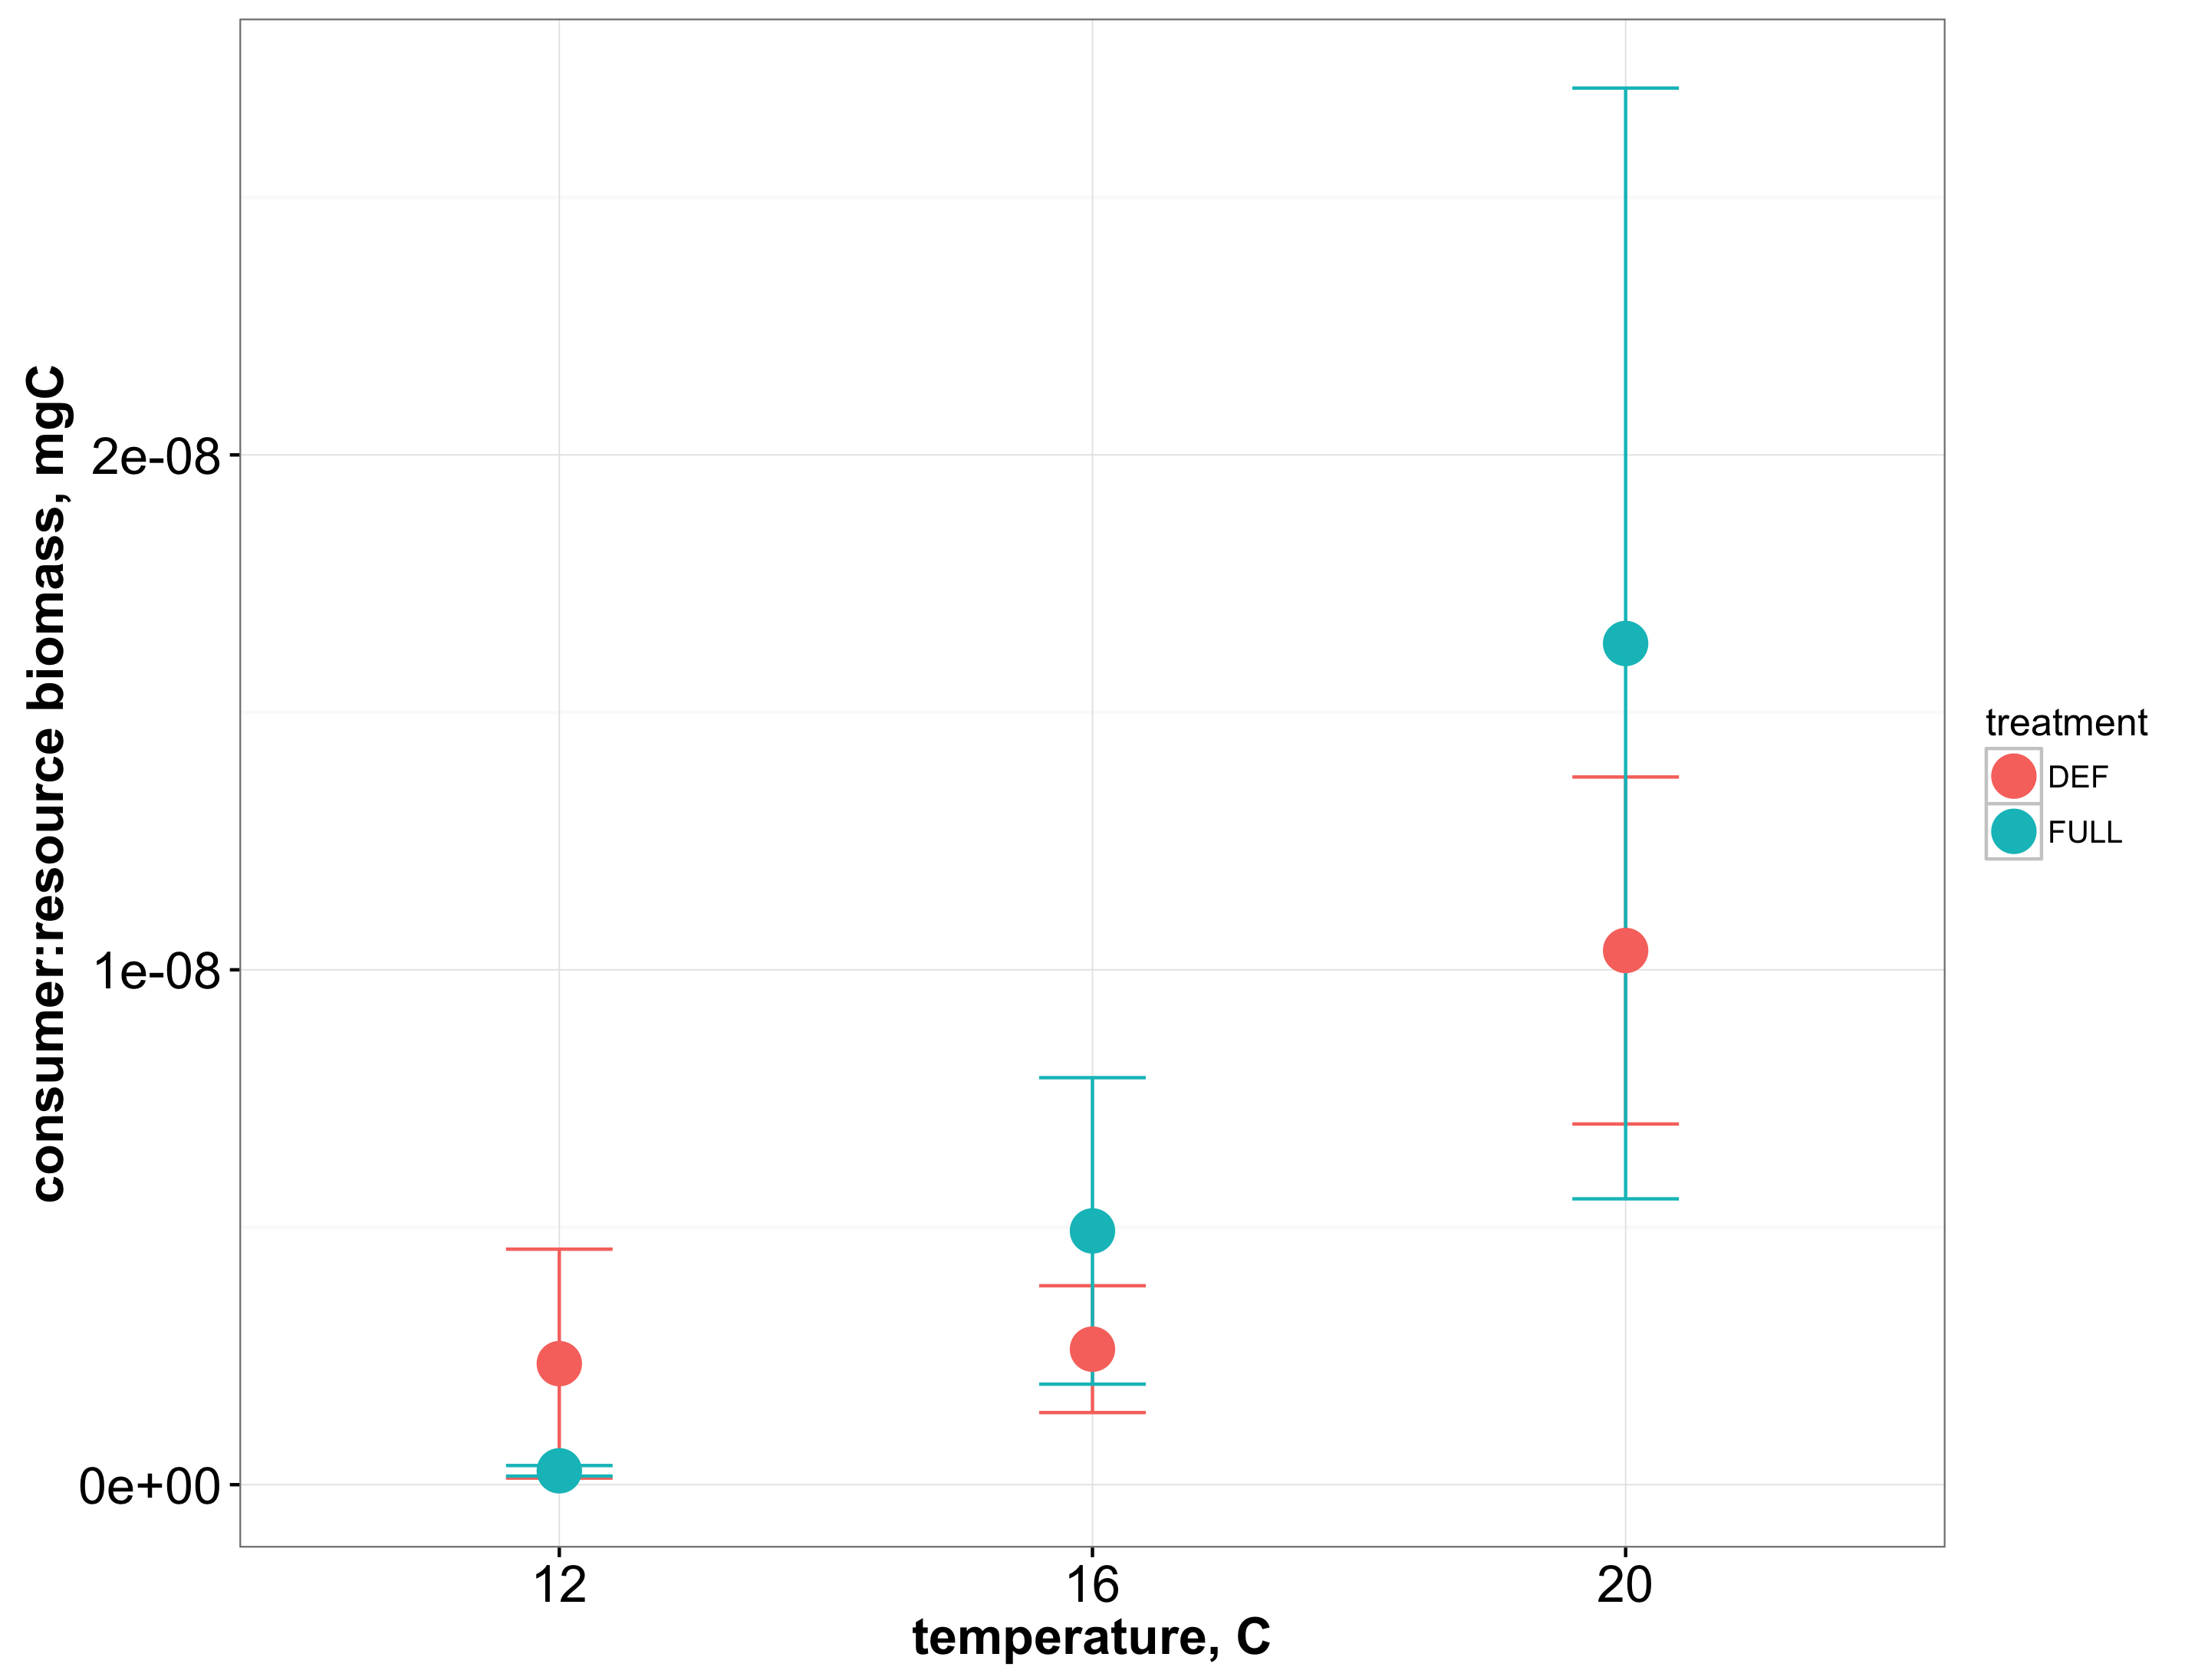 consumer:resource biomass, mgC
2e-08
1e-08
0e+00
12
16
20
temperature, C
treatment
DEF
FULL